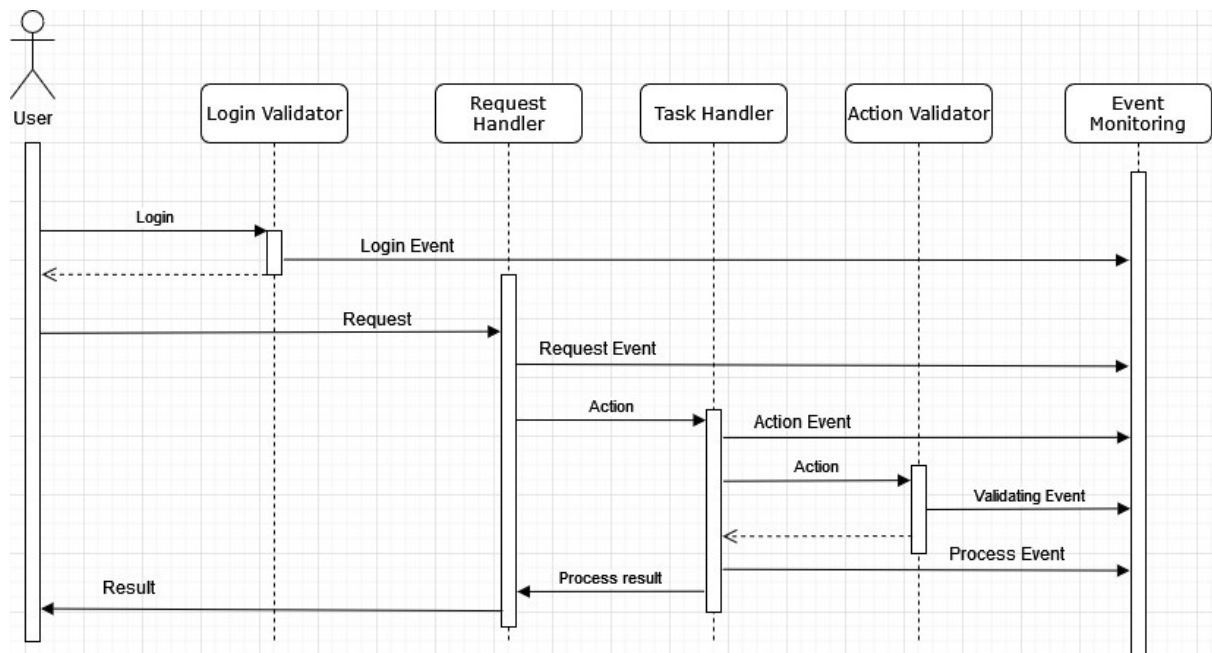 User
Login Validator
Request
Handler
Task Handler
Action Validator
Event
Monitoring
Login
Login Event
Request
Request Event
Action
Action Event
Action
Validating Event
Process Event
Process result
Result